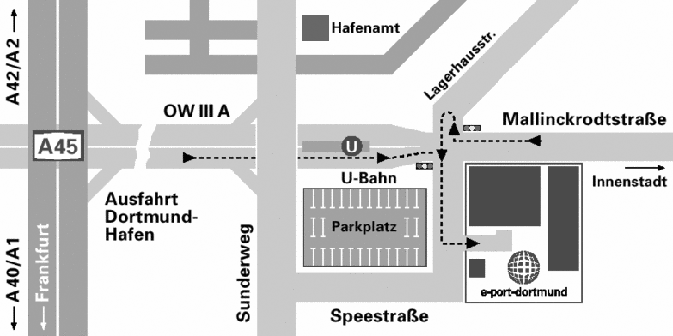 A42/A2
Hafenamt
Lagerhausstr.
OW III A
Mallinckrodtstraße
A45
U
U-Bahn
Innenstadt
Ausfahrt
Dortmund-
Hafen
Parkplatz
A40/A1
Frankfurt
Sunderweg
e-port-dortmund
Speestraße